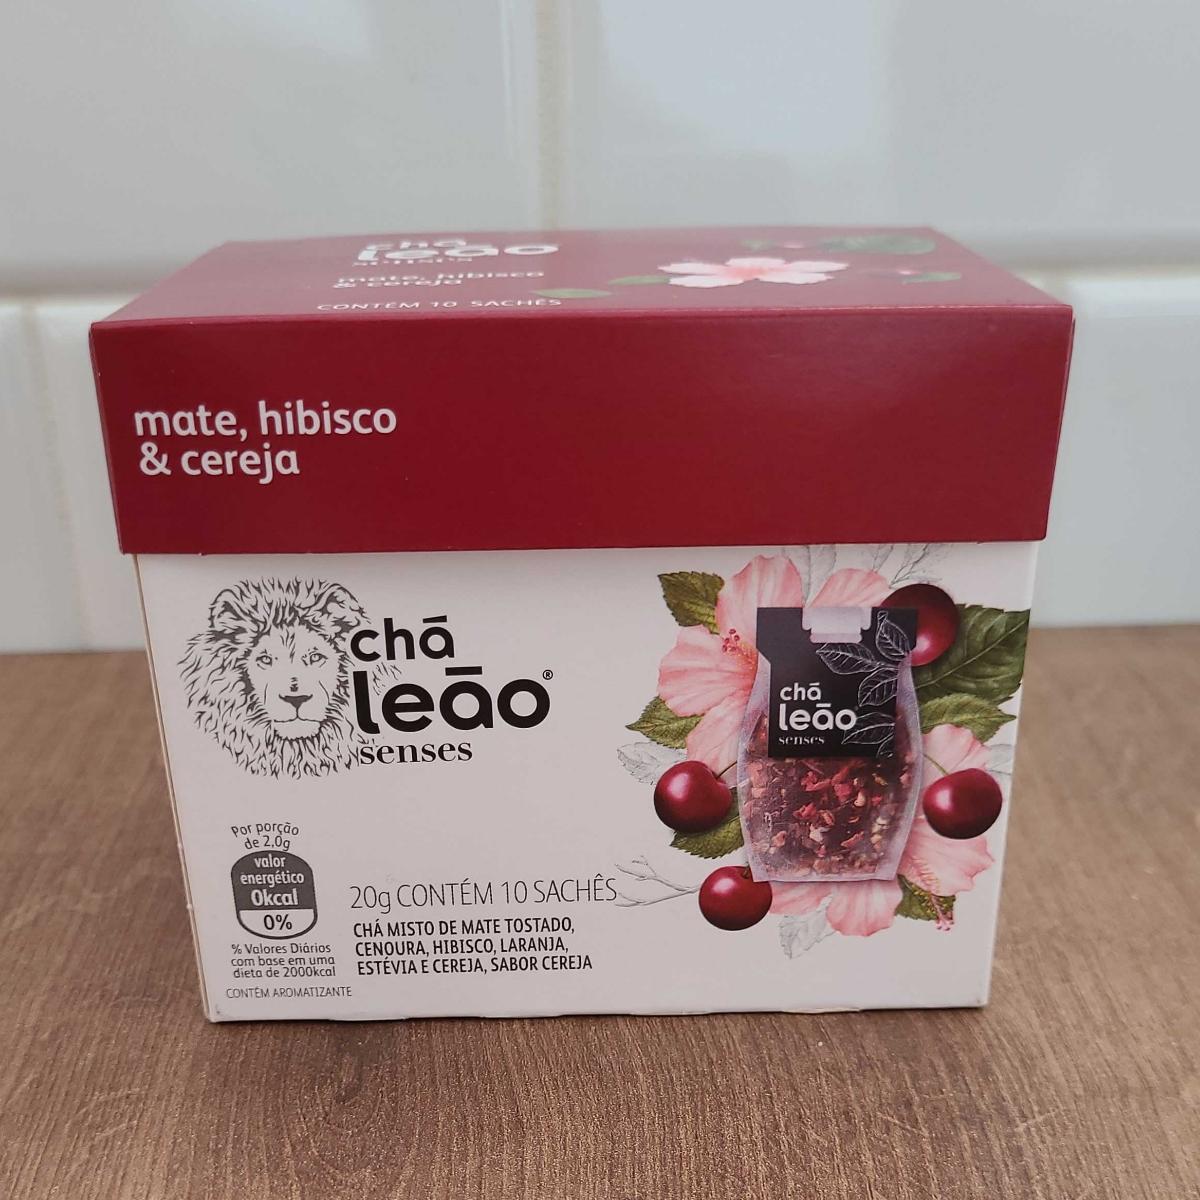 chá
leão
senses
mate, hibisco
& cereja
CONTÉM 10 SACHÊS
mate, hibisco
& cereja
chá
leão®
senses
chá
leão
senses
Por porção
de 2,0g
valor
energético
0kcal
0%
% Valores Diários
com base em uma
dieta de 2000kcal
CONTÉM AROMATIZANTE
20g CONTÉM 10 SACHÊS
CHÁ MISTO DE MATE TOSTADO,
CENOURA, HIBISCO, LARANJA,
ESTÉVIA E CEREJA, SABOR CEREJA